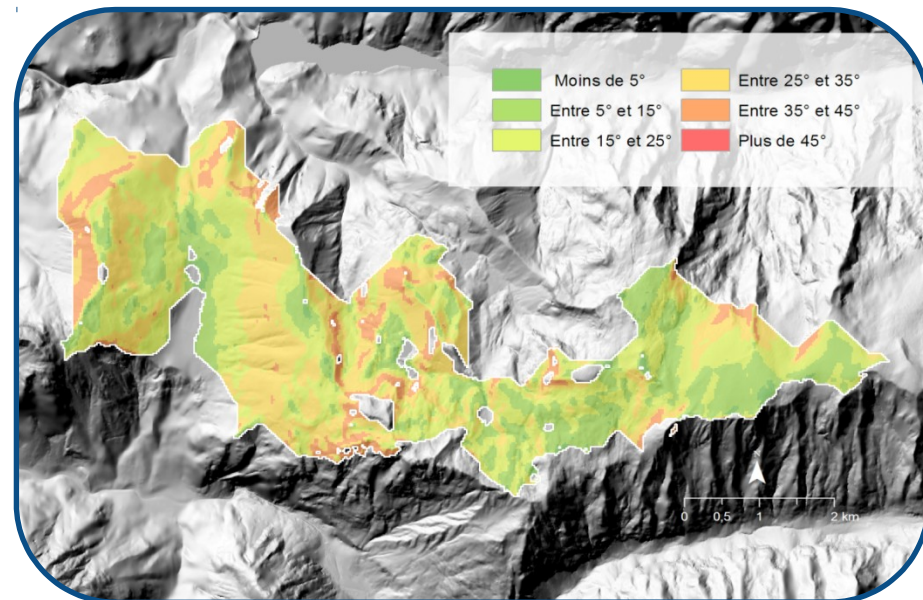 Moins de 5°
Entre 25° et 35°
Entre 5° et 15°
Entre 35° et 45°
Entre 15° et 25°
Plus de 45°
0 0,5 1 2 km